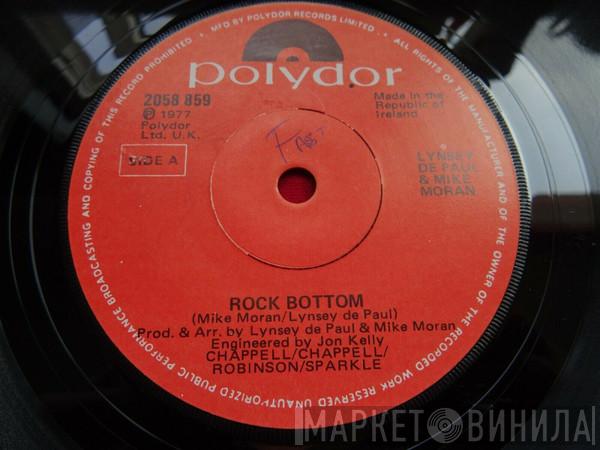 MFD BY POLYDOR RECORDS LIMITED • ALL RIGHTS OF THE MANUFACTURER AND OF THE OWNER OF THE RECORDED WORK RESERVED UNAUTHORIZED PUBLIC PERFORMANCE BROADCASTING AND COPYING OF THIS RECORD PROHIBITED •
polydor
2058 859
℗ 1977
Polydor
Ltd. U.K.
SIDE A
Made in the
Republic of
Ireland
LYNSEY
DE PAUL
& MIKE
MORAN
ROCK BOTTOM
(Mike Moran/Lynsey de Paul)
Prod. & Arr. by Lynsey de Paul & Mike Moran
Engineered by Jon Kelly
CHAPPELL/CHAPPELL/
ROBINSON/SPARKLE
МАРКЕТ ВИНИЛА